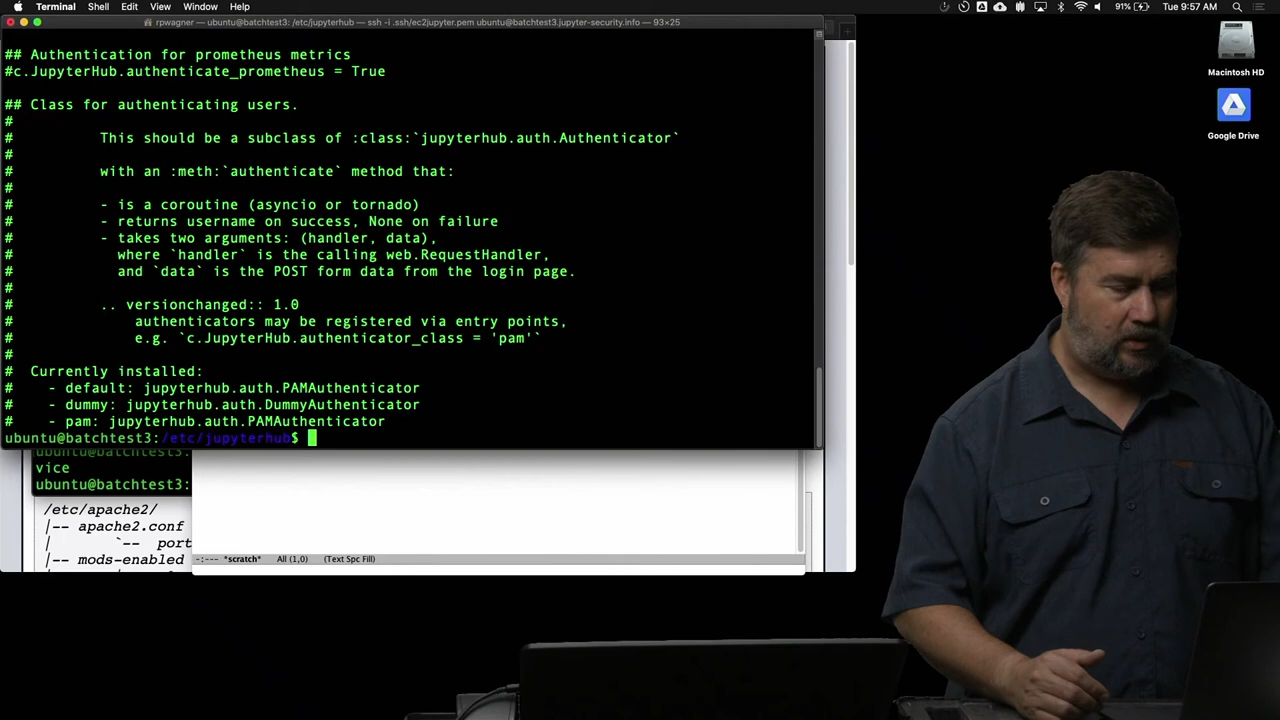 Terminal Shell Edit View Window Help
91% Tue 9:57 AM
rpwagner — ubuntu@batchtest3: /etc/jupyterhub — ssh -i .ssh/ec2jupyter.pem ubuntu@batchtest3.jupyter-security.info — 93×25
## Authentication for prometheus metrics
#c.JupyterHub.authenticate_prometheus = True
## Class for authenticating users.
#
# This should be a subclass of :class:`jupyterhub.auth.Authenticator`
#
# with an :meth:`authenticate` method that:
#
# - is a coroutine (asyncio or tornado)
# - returns username on success, None on failure
# - takes two arguments: (handler, data),
# where `handler` is the calling web.RequestHandler,
# and `data` is the POST form data from the login page.
#
# .. versionchanged:: 1.0
# authenticators may be registered via entry points,
# e.g. `c.JupyterHub.authenticator_class = 'pam'`
#
# Currently installed:
# - default: jupyterhub.auth.PAMAuthenticator
# - dummy: jupyterhub.auth.DummyAuthenticator
# - pam: jupyterhub.auth.PAMAuthenticator
ubuntu@batchtest3:/etc/jupyterhub$
ubuntu@batchtest3:
vice
ubuntu@batchtest3:
/etc/apache2/
|-- apache2.conf
| `-- port
|-- mods-enabled
-:--- *scratch* All (1,0) (Text Spc Fill)
Macintosh HD
Google Drive